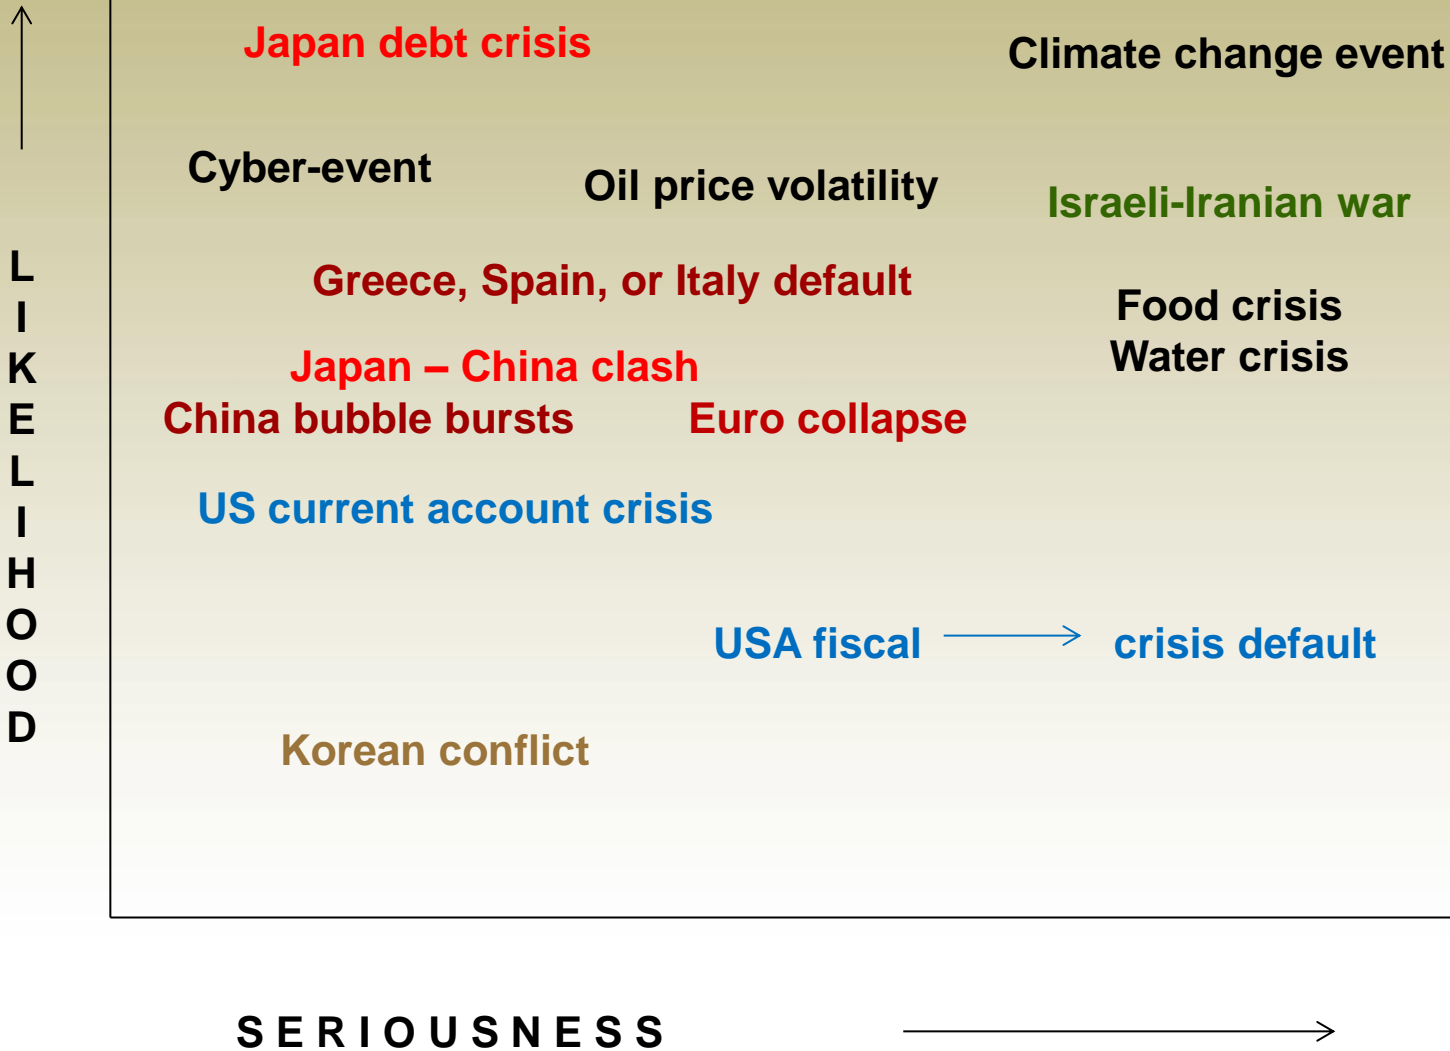 Japan debt crisis
Climate change event
Cyber-event
Oil price volatility
Israeli-Iranian war
Greece, Spain, or Italy default
Food crisis
Water crisis
Japan – China clash
China bubble bursts
Euro collapse
US current account crisis
USA fiscal
crisis default
Korean conflict
L
I
K
E
L
I
H
O
O
D
S E R I O U S N E S S